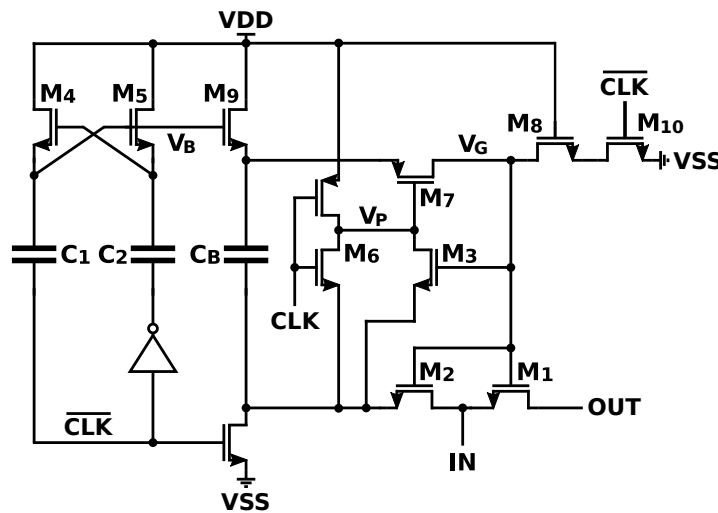 VDD
M4 M5 M9
CLK
VB
M8 M10
VG
VSS
M7
VP
C1 C2 CB
M6 M3
CLK
M2 M1
OUT
CLK
IN
VSS